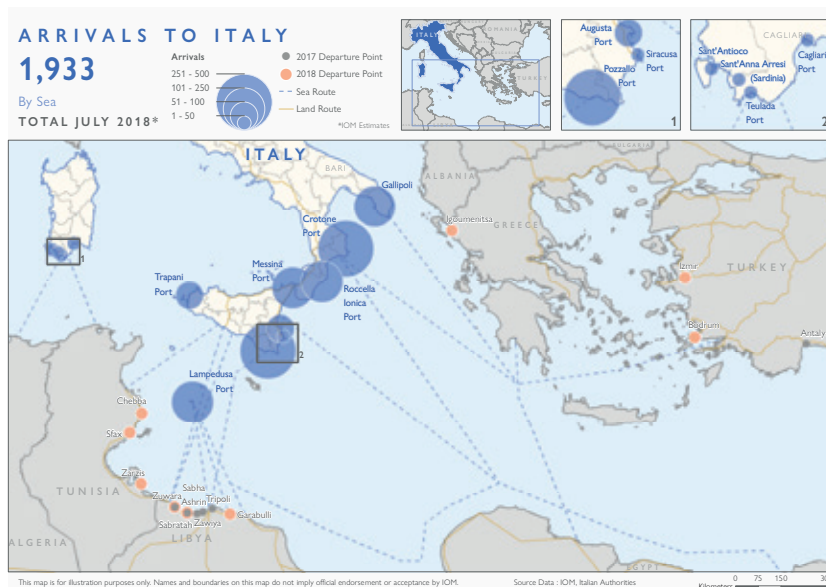 ARRIVALS TO ITALY
1,933
By Sea
TOTAL JULY 2018*
Arrivals
251 - 500
101 - 250
51 - 100
1 - 50
2017 Departure Point
2018 Departure Point
Sea Route
Land Route
*IOM Estimates
ITALY
ROMANIA
TURKEY
Augusta
Port
Siracusa
Port
Pozzallo
Port
1
CAGLIARI
Sant'Antioco
Sant'Anna Arresi
(Sardinia)
Cagliari
Port
Teulada
Port
2
ITALY
BARI
BULGARIA
ALBANIA
Gallipoli
Igoumenitsa
GREECE
Crotone
Port
Messina
Port
Trapani
Port
Roccella
Ionica
Port
1
2
Izmir
TURKEY
Bodrum
Antaly
Lampedusa
Port
Chebba
Sfax
Zarzis
TUNISIA
Zuwara
Sabha
Ashrin
Tripoli
Garabulli
Sabratah
Zawiya
LIBYA
ALGERIA
EGYPT
This map is for illustration purposes only. Names and boundaries on this map do not imply official endorsement or acceptance by IOM.
Source Data : IOM, Italian Authorities
Kilometers
0 75 150